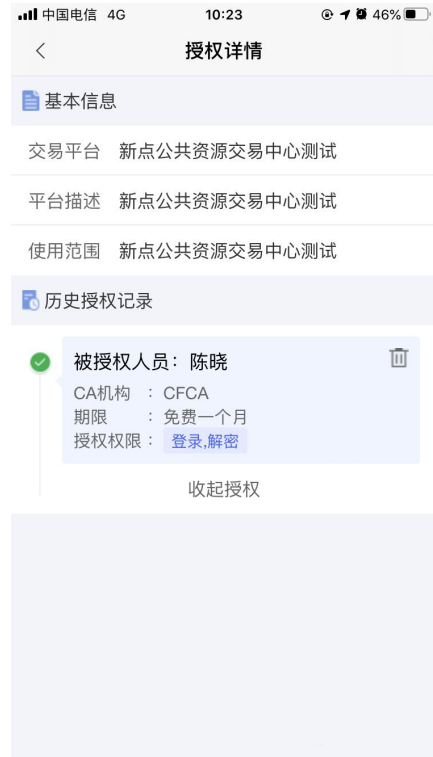 中国电信 4G 10:23 46%
授权详情
基本信息
交易平台 新点公共资源交易中心测试
平台描述 新点公共资源交易中心测试
使用范围 新点公共资源交易中心测试
历史授权记录
被授权人员：陈晓
CA机构 ：CFCA
期限 ：免费一个月
授权权限：登录,解密
收起授权